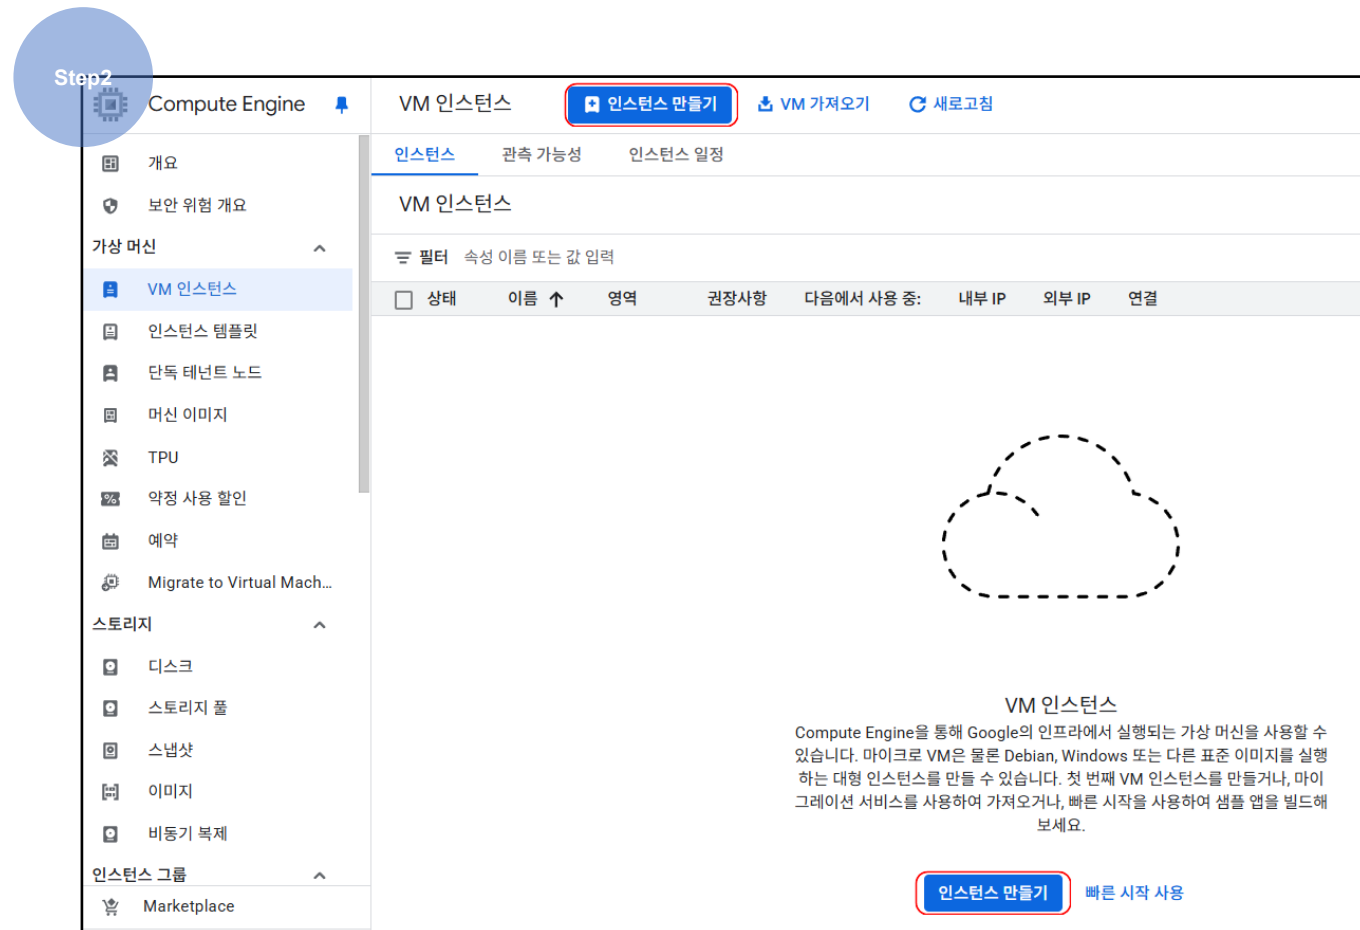 Step2
Compute Engine
VM 인스턴스
인스턴스 만들기
VM 가져오기
새로고침
개요
보안 위험 개요
가상 머신
VM 인스턴스
인스턴스 템플릿
단독 테넌트 노드
머신 이미지
TPU
약정 사용 할인
예약
Migrate to Virtual Mach...
스토리지
디스크
스토리지 풀
스냅샷
이미지
비동기 복제
인스턴스 그룹
Marketplace
인스턴스 관측 가능성 인스턴스 일정
VM 인스턴스
필터 속성 이름 또는 값 입력
상태 이름 영역 권장사항 다음에서 사용 중: 내부 IP 외부 IP 연결
VM 인스턴스
Compute Engine을 통해 Google의 인프라에서 실행되는 가상 머신을 사용할 수
있습니다. 마이크로 VM은 물론 Debian, Windows 또는 다른 표준 이미지를 실행
하는 대형 인스턴스를 만들 수 있습니다. 첫 번째 VM 인스턴스를 만들거나, 마이
그레이션 서비스를 사용하여 가져오거나, 빠른 시작을 사용하여 샘플 앱을 빌드해
보세요.
인스턴스 만들기 빠른 시작 사용